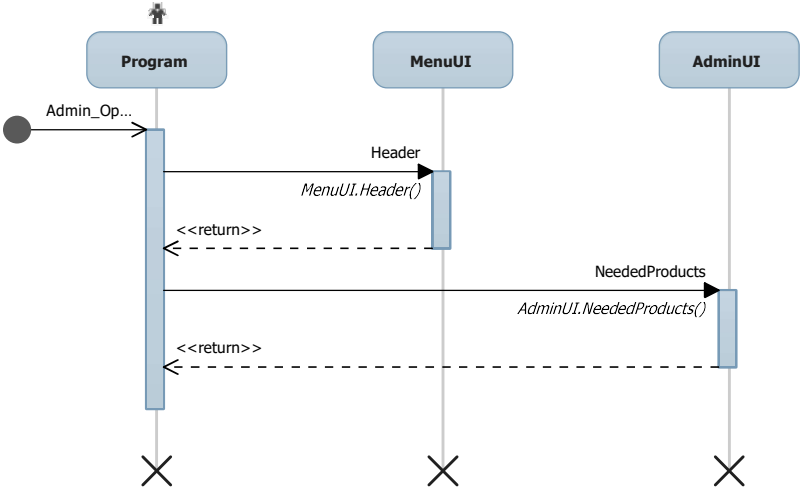 Program
MenuUI
AdminUI
Admin_Op...
Header
MenuUI.Header()
<<return>>
NeededProducts
AdminUI.NeededProducts()
<<return>>